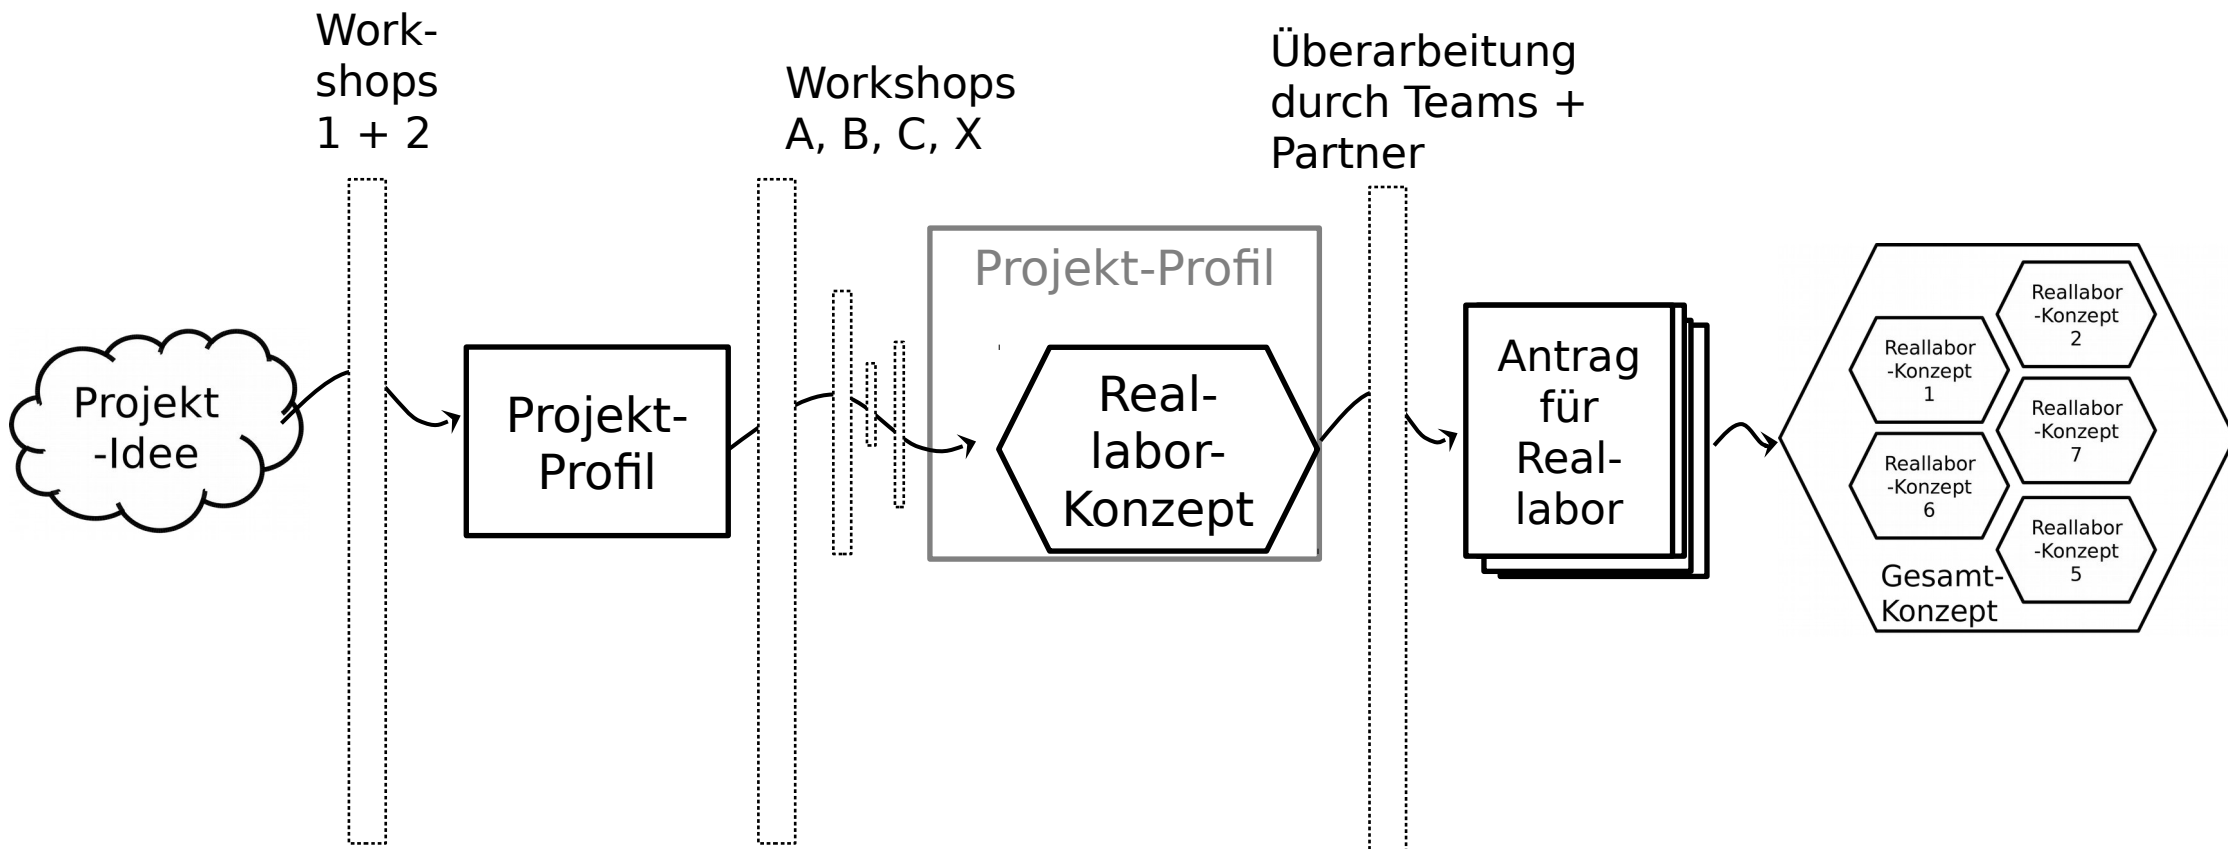 Work-
shops
1 + 2
Workshops
A, B, C, X
Überarbeitung
durch Teams +
Partner
Projekt
-Idee
Projekt-
Profil
Projekt-Profil
Real-
labor-
Konzept
Antrag
für
Real-
labor
Reallabor
-Konzept
1
Reallabor
-Konzept
2
Reallabor
-Konzept
7
Reallabor
-Konzept
6
Reallabor
-Konzept
5
Gesamt-
Konzept